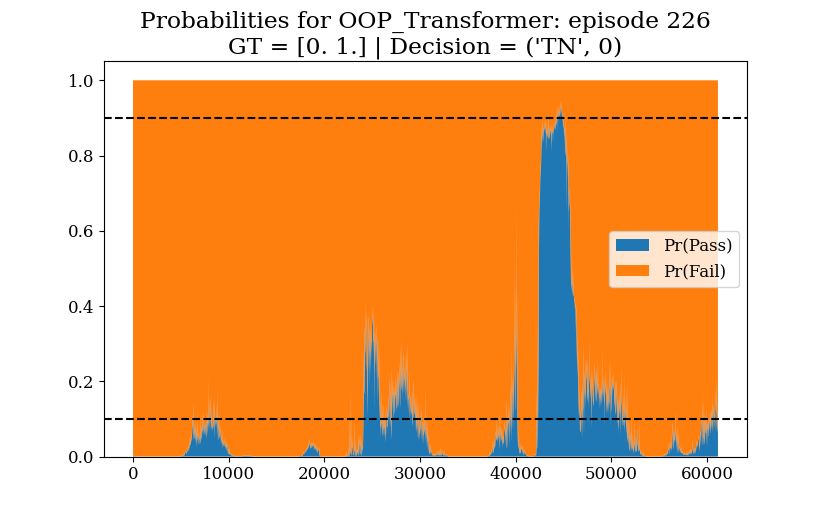 Probabilities for OOP_Transformer: episode 226
GT = [0. 1.] | Decision = ('TN', 0)
1.0
0.8
0.6
0.4
0.2
0.0
Pr(Pass)
Pr(Fail)
0 10000 20000 30000 40000 50000 60000